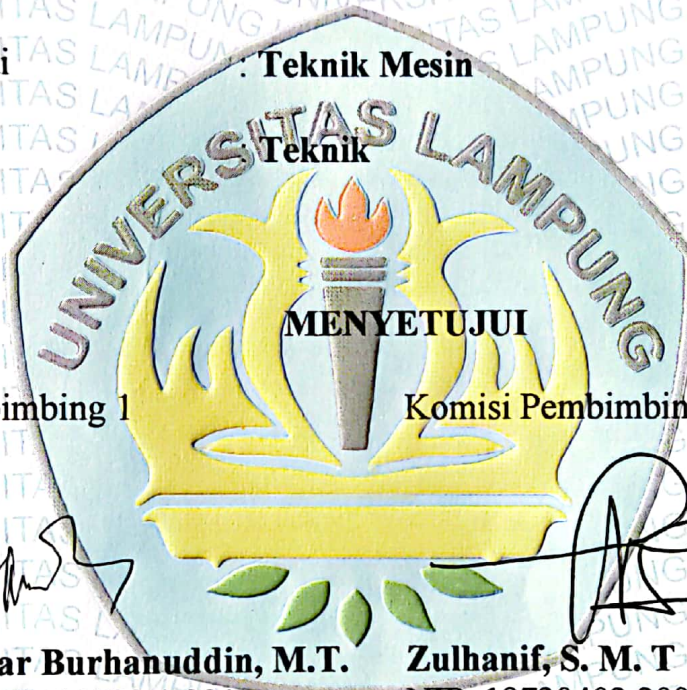 : Teknik Mesin
: Teknik
UNIVERSITAS LAMPUNG
MENYETUJUI
imbing 1 Komisi Pembimbin
ar Burhanuddin, M.T. Zulhanif, S. M. T